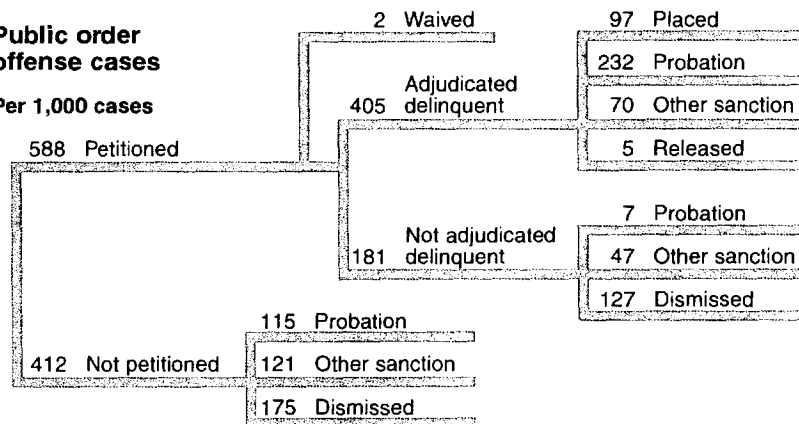 Public order
offense cases
Per 1,000 cases
2 Waived
97 Placed
232 Probation
405 Adjudicated
delinquent
70 Other sanction
588 Petitioned
5 Released
7 Probation
181 Not adjudicated
delinquent
47 Other sanction
127 Dismissed
115 Probation
412 Not petitioned
121 Other sanction
175 Dismissed